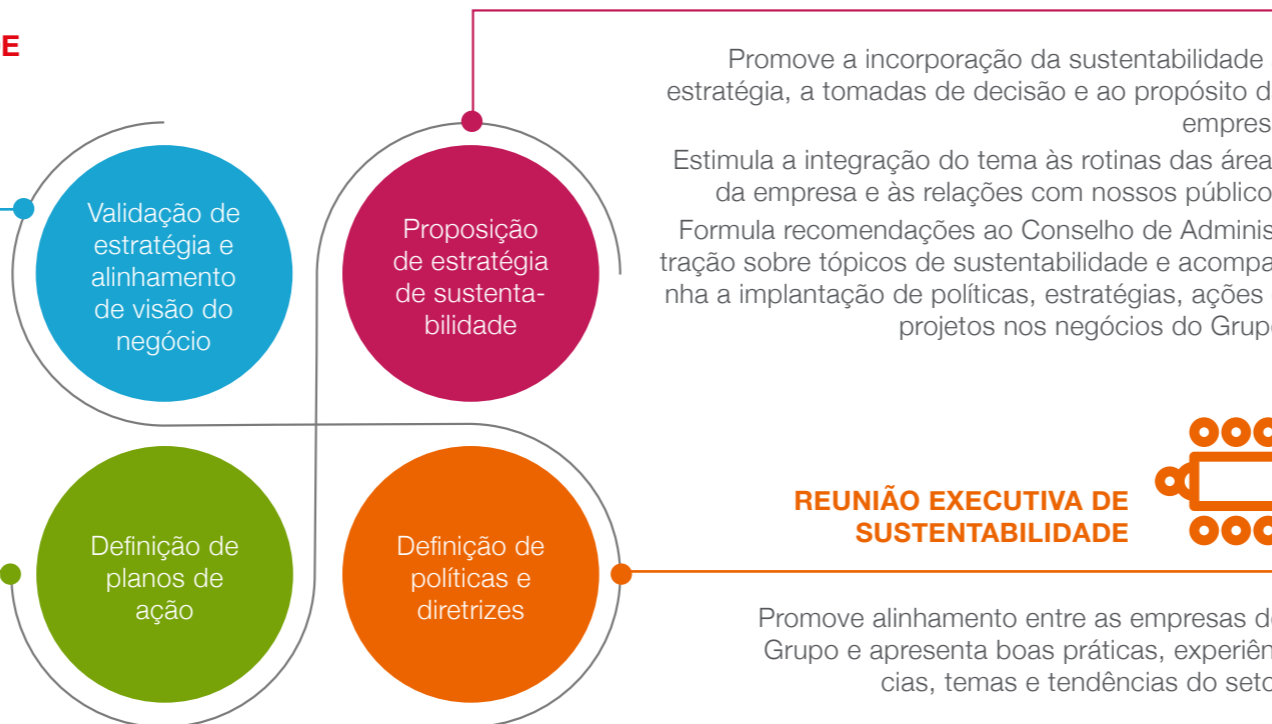 DE
Validação de
estratégia e
alinhamento
de visão do
negócio
Proposição
de estratégia
de sustenta-
bilidade
Promove a incorporação da sustentabilidade
estratégia, a tomadas de decisão e ao propósito d
empres
Estimula a integração do tema às rotinas das área
da empresa e às relações com nossos público
Formula recomendações ao Conselho de Adminis
tração sobre tópicos de sustentabilidade e acompa
nha a implantação de políticas, estratégias, ações
projetos nos negócios do Grup
Definição de
planos de
ação
Definição de
políticas e
diretrizes
REUNIÃO EXECUTIVA DE
SUSTENTABILIDADE
Promove alinhamento entre as empresas d
Grupo e apresenta boas práticas, experiên
cias, temas e tendências do seto